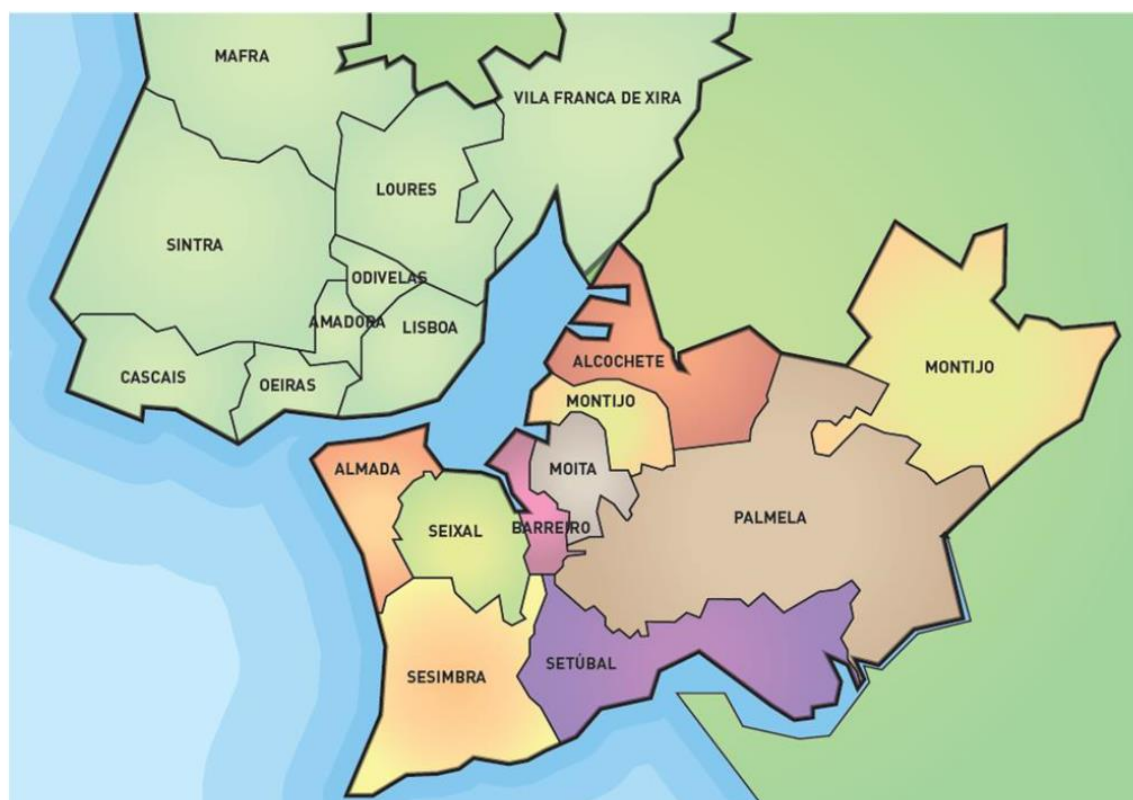 MAFRA
VILA FRANCA DE XIRA
LOURES
SINTRA
ODIVELAS
AMADORA
LISBOA
CASCAIS
OEIRAS
ALCOCHETE
MONTIJO
MONTIJO
ALMADA
MOITA
SEIXAL
BARREIRO
PALMELA
SETÚBAL
SESIMBRA